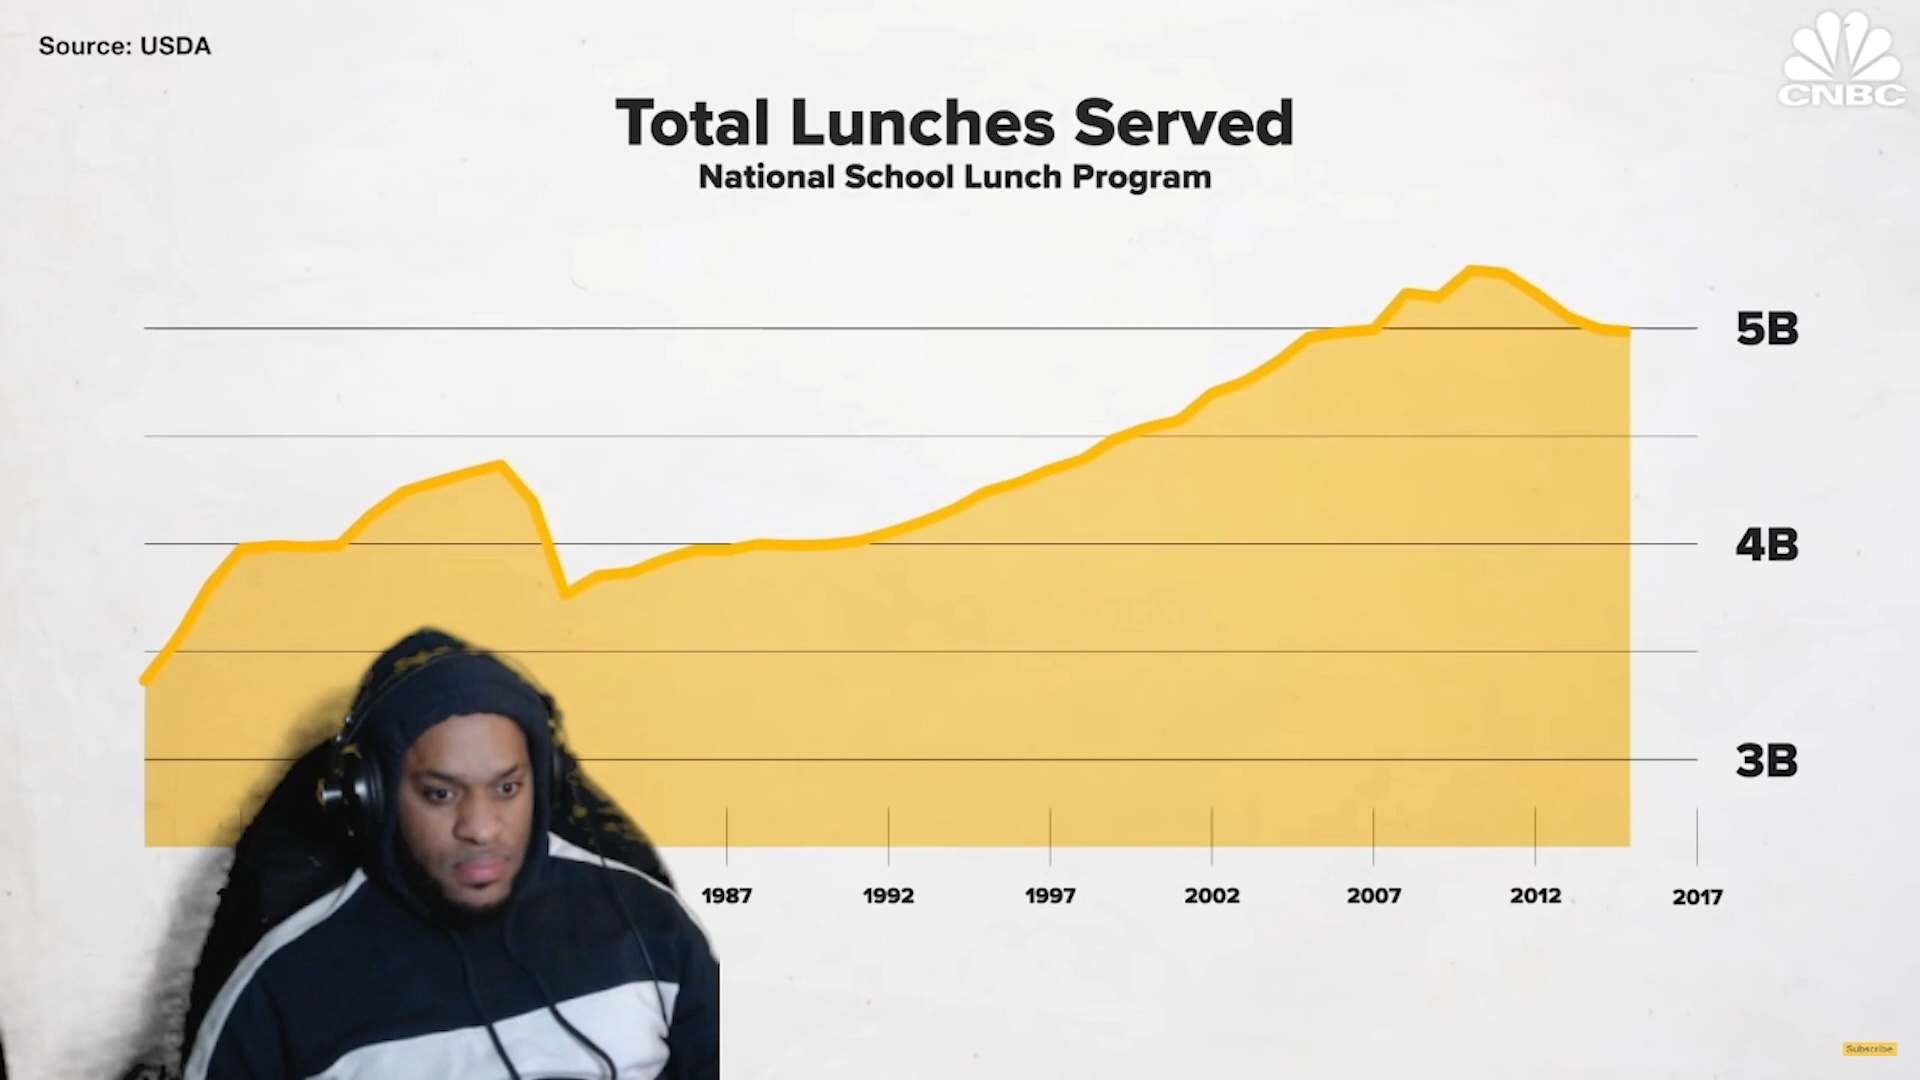 Source: USDA
CNBC
Total Lunches Served
National School Lunch Program
5B
4B
3B
1987
1992
1997
2002
2007
2012
2017
Subscribe